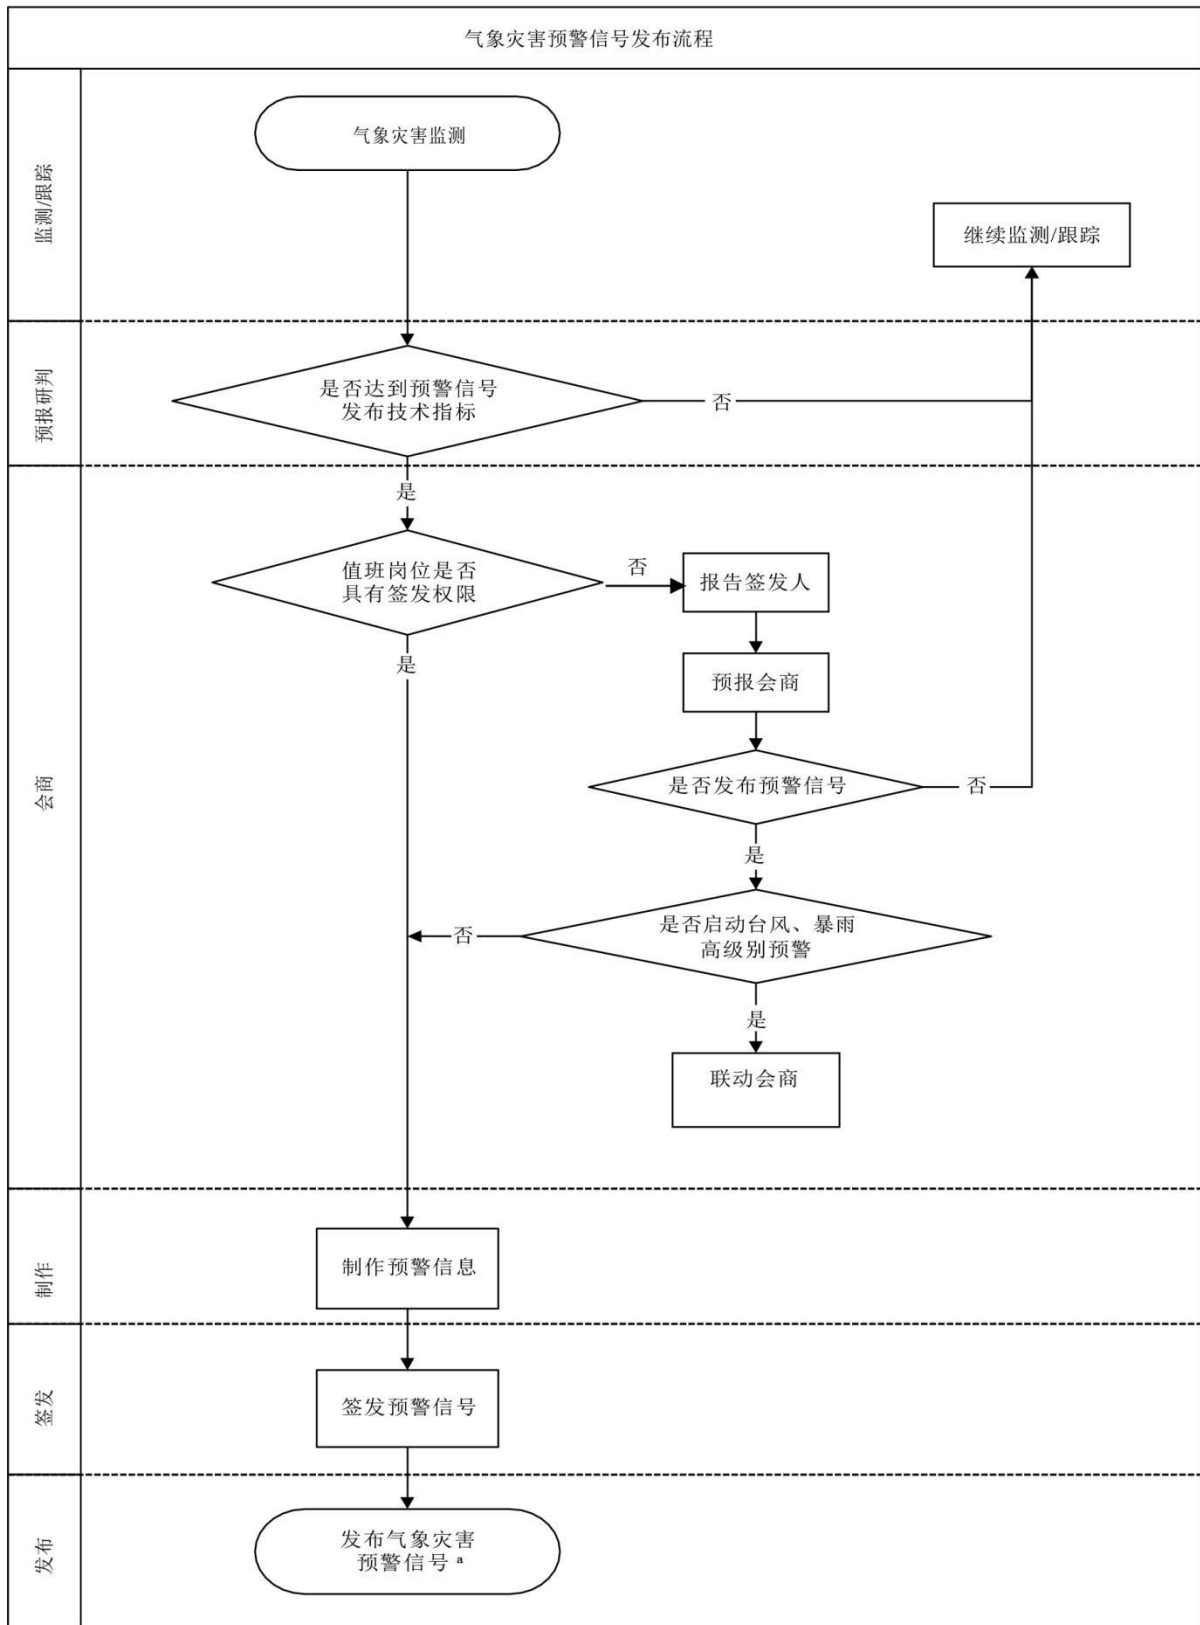 气象灾害预警信号发布流程
监测/跟踪
气象灾害监测
继续监测/跟踪
预报研判
是否达到预警信号
发布技术指标
否
是
会商
值班岗位是否
具有签发权限
否
报告签发人
是
预报会商
是否发布预警信号
否
是
是否启动台风、暴雨
高级别预警
否
是
联动会商
制作
制作预警信息
签发
签发预警信号
发布
发布气象灾害
预警信号 a